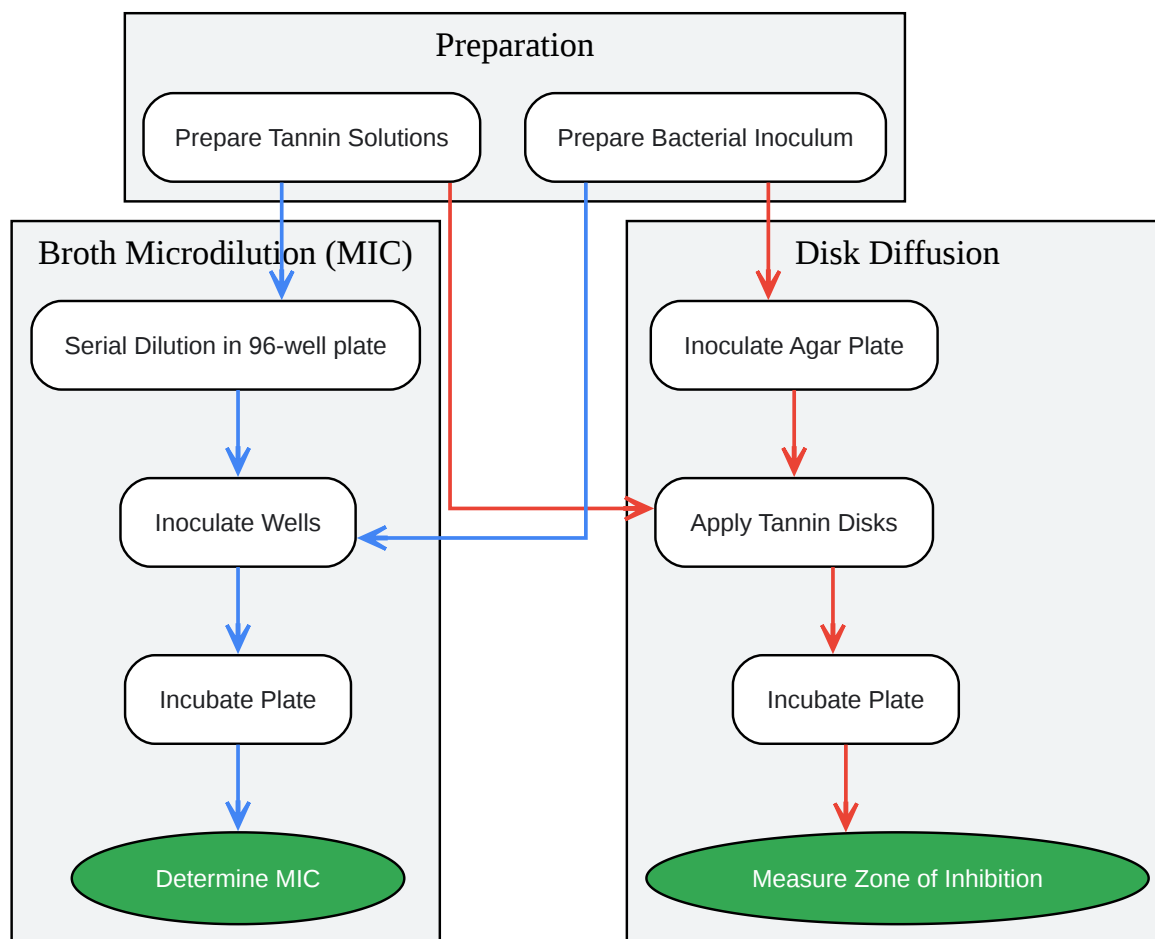 Preparation
Prepare Tannin Solutions
Prepare Bacterial Inoculum
Broth Microdilution (MIC)
Serial Dilution in 96-well plate
Inoculate Wells
Incubate Plate
Determine MIC
Disk Diffusion
Inoculate Agar Plate
Apply Tannin Disks
Incubate Plate
Measure Zone of Inhibition